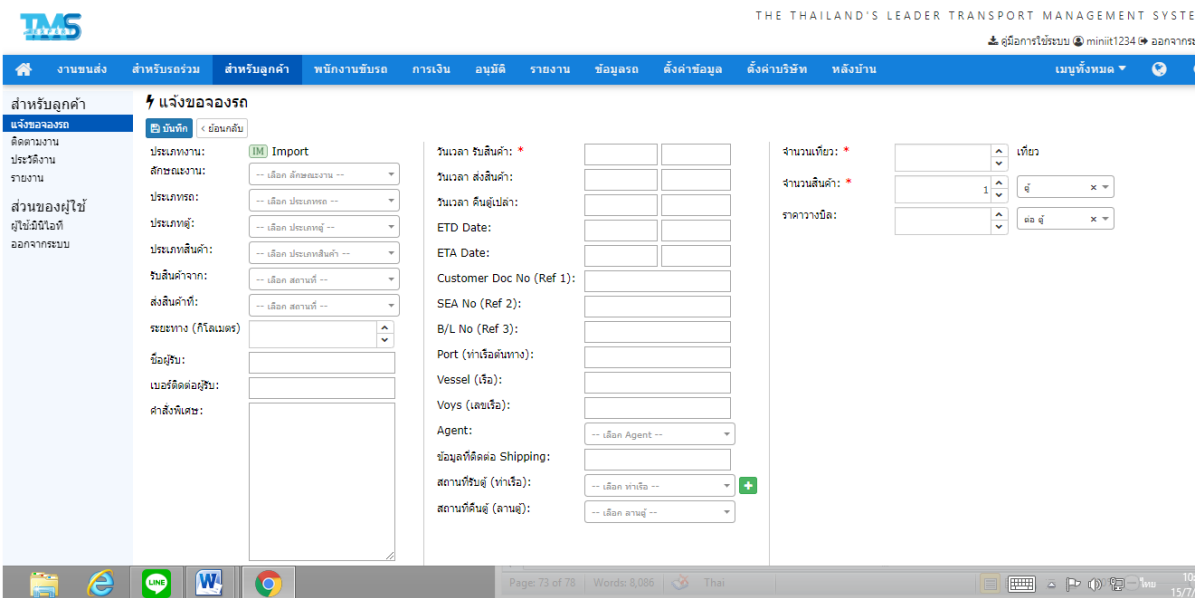 TMS
EXPERT
THE THAILAND'S LEADER TRANSPORT MANAGEMENT SYSTE
คู่มือการใช้ระบบ miniit1234 ออกจากระ
งานขนส่ง สำหรับรถร่วม สำหรับลูกค้า พนักงานขับรถ การเงิน อนุมัติ รายงาน ข้อมูลรถ ตั้งค่าข้อมูล ตั้งค่าบริษัท หลังบ้าน เมนูทั้งหมด
สำหรับลูกค้า
แจ้งขอจองรถ
ติดตามงาน
ประวัติงาน
รายงาน
ส่วนของผู้ใช้
ผู้ใช้:มินิไอที
ออกจากระบบ
แจ้งขอจองรถ
บันทึก < ย้อนกลับ
ประเภทงาน: IM Import
ลักษณะงาน: -- เลือก ลักษณะงาน --
ประเภทรถ: -- เลือก ประเภทรถ --
ประเภทตู้: -- เลือก ประเภทตู้ --
ประเภทสินค้า: -- เลือก ประเภทสินค้า --
รับสินค้าจาก: -- เลือก สถานที่ --
ส่งสินค้าที่: -- เลือก สถานที่ --
ระยะทาง (กิโลเมตร)
ชื่อผู้รับ:
เบอร์ติดต่อผู้รับ:
คำสั่งพิเศษ:
วันเวลา รับสินค้า: *
วันเวลา ส่งสินค้า:
วันเวลา คืนตู้เปล่า:
ETD Date:
ETA Date:
Customer Doc No (Ref 1):
SEA No (Ref 2):
B/L No (Ref 3):
Port (ท่าเรือต้นทาง):
Vessel (เรือ):
Voys (เลขเรือ):
Agent: -- เลือก Agent --
ข้อมูลที่ติดต่อ Shipping:
สถานที่รับตู้ (ท่าเรือ): -- เลือก ท่าเรือ --
สถานที่คืนตู้ (ลานตู้): -- เลือก ลานตู้ --
จำนวนเที่ยว: * เที่ยว
จำนวนสินค้า: * 1 ตู้ ×
ราคาวางบิล: ต่อ ตู้ ×
LINE
Page: 73 of 78 Words: 8,086 Thai
ไทย
10:
15/7/